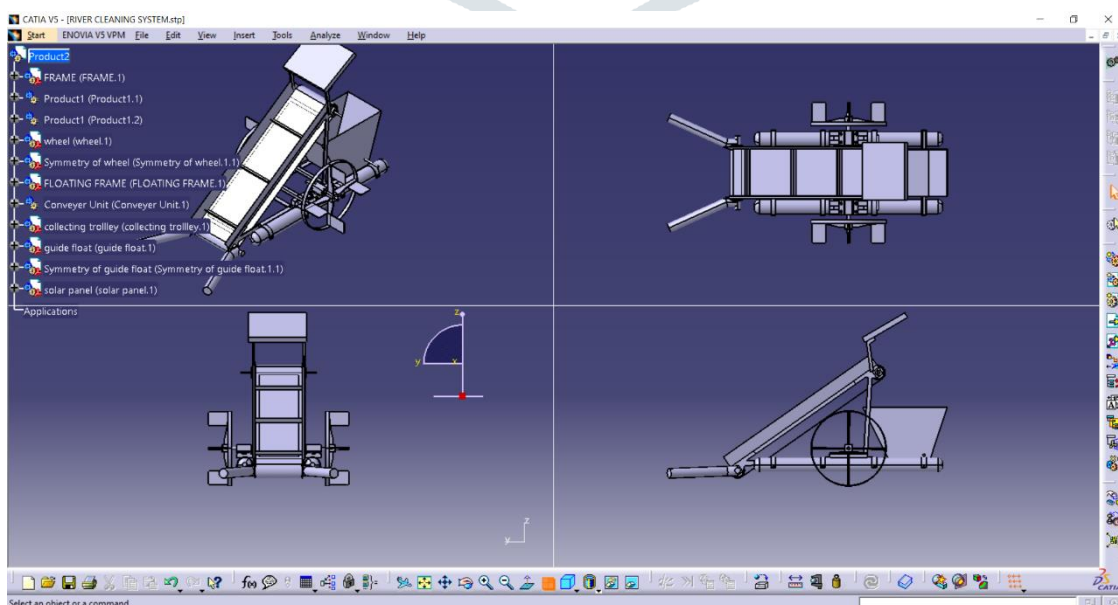 CATIA V5 - [RIVER CLEANING SYSTEM.stp]
Start ENOVIA V5 VPM File Edit View Insert Tools Analyze Window Help
Product2
FRAME (FRAME.1)
Product1 (Product1.1)
Product1 (Product1.2)
wheel (wheel.1)
Symmetry of wheel (Symmetry of wheel.1.1)
FLOATING FRAME (FLOATING FRAME.1)
Conveyer Unit (Conveyer Unit.1)
collecting trollley (collecting trollley.1)
guide float (guide float.1)
Symmetry of guide float (Symmetry of guide float.1.1)
solar panel (solar panel.1)
Applications
z
y x
z
y
f(x)
CATIA
Select an object or a command